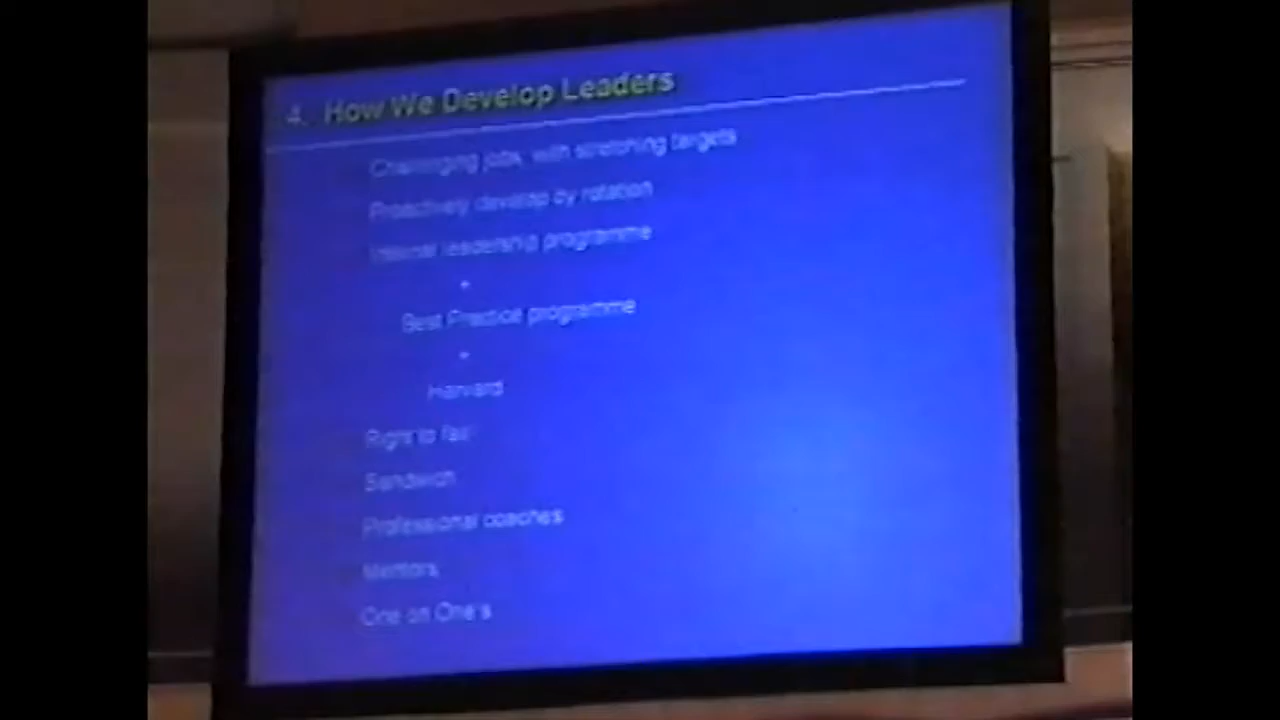 4. How We Develop Leaders
Challenging jobs, with stretching targets
Proactively develop by rotation
Internal leadership programme
+
Best Practice programme
+
Harvard
Right to fail
Sandwich
Professional coaches
Mentors
One on One's